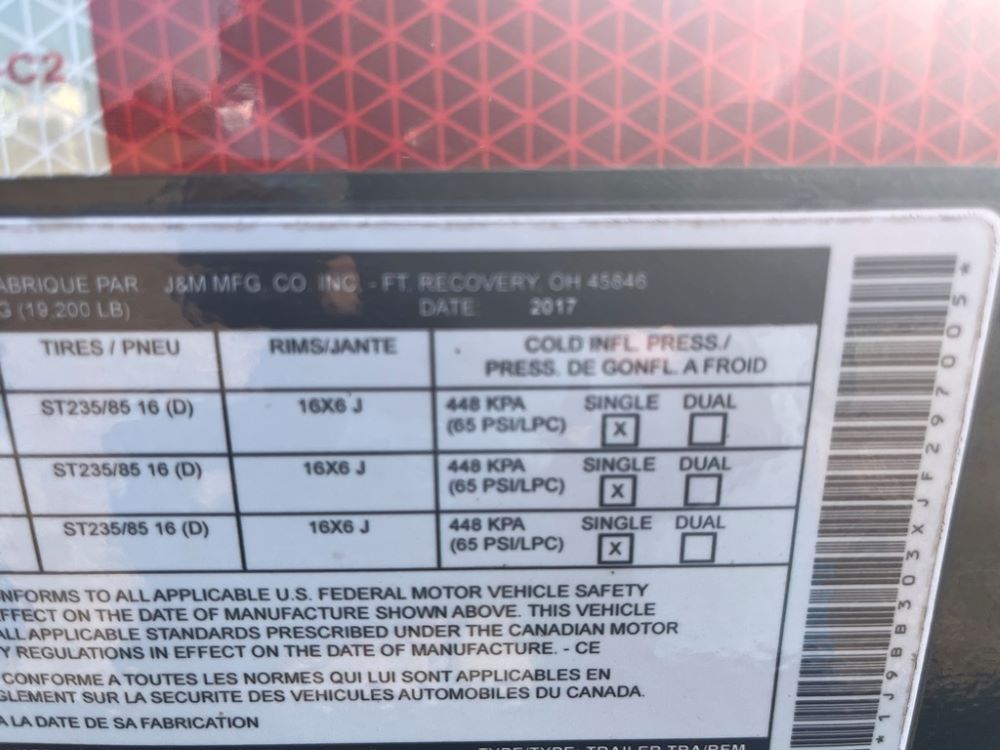 -C2
ABRIQUE PAR: J&M MFG. CO. INC. - FT. RECOVERY, OH 45846
G (19,200 LB) DATE: 2017
TIRES / PNEU RIMS/JANTE COLD INFL. PRESS./
PRESS. DE GONFL. A FROID
ST235/85 16 (D) 16X6 J 448 KPA SINGLE DUAL
(65 PSI/LPC) X
ST235/85 16 (D) 16X6 J 448 KPA SINGLE DUAL
(65 PSI/LPC) X
ST235/85 16 (D) 16X6 J 448 KPA SINGLE DUAL
(65 PSI/LPC) X
NFORMS TO ALL APPLICABLE U.S. FEDERAL MOTOR VEHICLE SAFETY
FFECT ON THE DATE OF MANUFACTURE SHOWN ABOVE. THIS VEHICLE
ALL APPLICABLE STANDARDS PRESCRIBED UNDER THE CANADIAN MOTOR
Y REGULATIONS IN EFFECT ON THE DATE OF MANUFACTURE. - CE
CONFORME A TOUTES LES NORMES QUI LUI SONT APPLICABLES EN
GLEMENT SUR LA SECURITE DES VEHICULES AUTOMOBILES DU CANADA.
A LA DATE DE SA FABRICATION
TYPE/TYPE: TRAILER TRA/REM
*1J9BB303XJF297005*